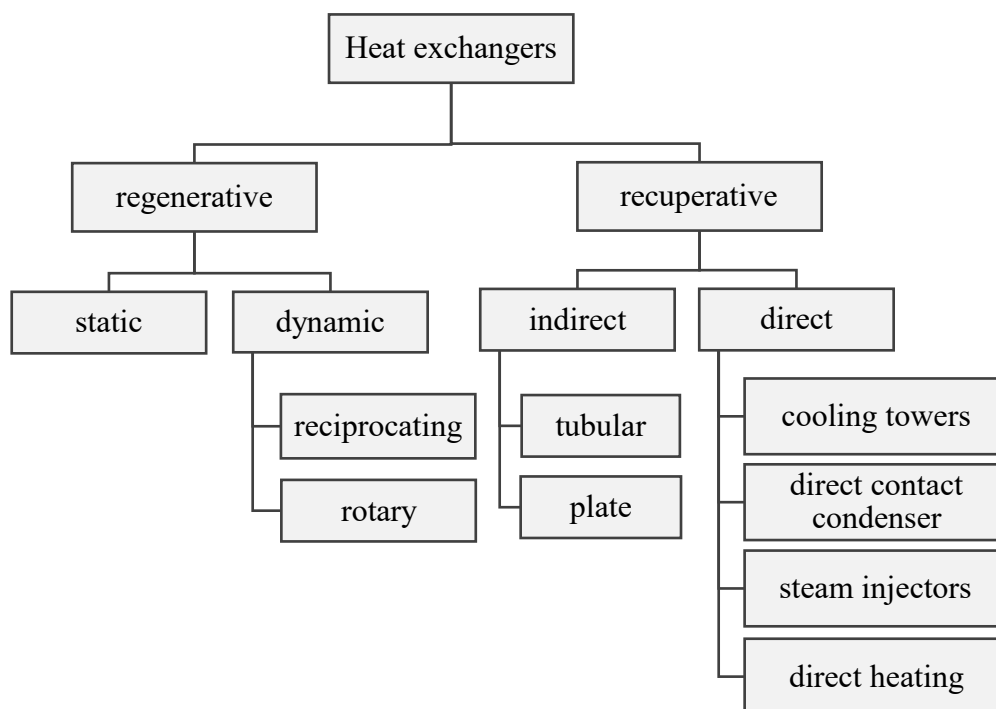 Heat exchangers
regenerative
recuperative
static
dynamic
indirect
direct
reciprocating
rotary
tubular
plate
cooling towers
direct contact
condenser
steam injectors
direct heating